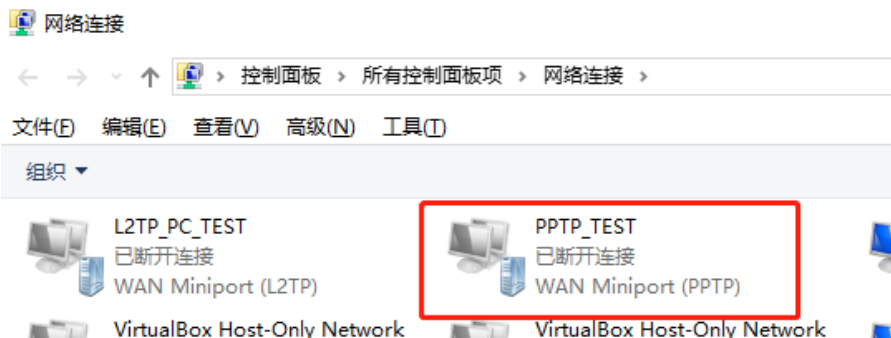 网络连接
控制面板 › 所有控制面板项 › 网络连接 ›
文件(F) 编辑(E) 查看(V) 高级(N) 工具(T)
组织
L2TP_PC_TEST
已断开连接
WAN Miniport (L2TP)
PPTP_TEST
已断开连接
WAN Miniport (PPTP)
VirtualBox Host-Only Network
VirtualBox Host-Only Network